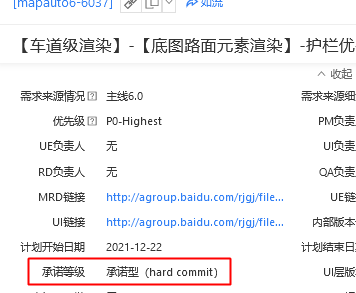 [mapauto6-6037] 如流
【车道级渲染】-【底图路面元素渲染】-护栏优
收起
需求来源情况 主线6.0 需求来源细
优先级 P0-Highest PM负责
UE负责人 无 UI负责
RD负责人 无 QA负责
MRD链接 http://agroup.baidu.com/rjgj/file... UE链
UI链接 http://agroup.baidu.com/rjgj/file... 内部版本
计划开始日期 2021-12-22 计划结束日
承诺等级 承诺型（hard commit） UI层版